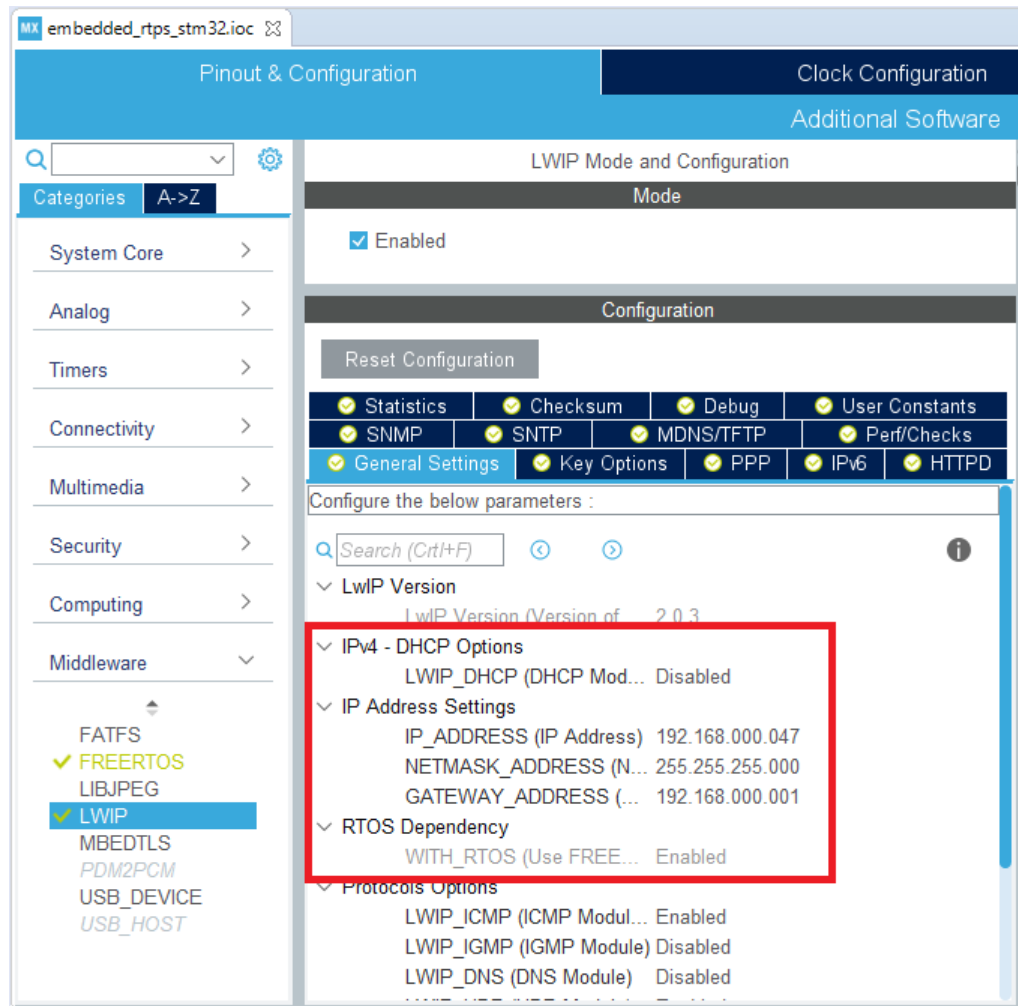 MX embedded_rtps_stm32.ioc
Pinout & Configuration
Clock Configuration
Additional Software
Categories
A->Z
System Core
Analog
Timers
Connectivity
Multimedia
Security
Computing
Middleware
FATFS
FREERTOS
LIBJPEG
LWIP
MBEDTLS
PDM2PCM
USB_DEVICE
USB_HOST
LWIP Mode and Configuration
Mode
Enabled
Configuration
Reset Configuration
Statistics Checksum Debug User Constants
SNMP SNTP MDNS/TFTP Perf/Checks
General Settings Key Options PPP IPv6 HTTPD
Configure the below parameters :
Search (Crtl+F)
LwIP Version
LwIP Version (Version of 2.0.3
IPv4 - DHCP Options
LWIP_DHCP (DHCP Mod... Disabled
IP Address Settings
IP_ADDRESS (IP Address) 192.168.000.047
NETMASK_ADDRESS (N... 255.255.255.000
GATEWAY_ADDRESS (... 192.168.000.001
RTOS Dependency
WITH_RTOS (Use FREE... Enabled
Protocols Options
LWIP_ICMP (ICMP Modul... Enabled
LWIP_IGMP (IGMP Module) Disabled
LWIP_DNS (DNS Module) Disabled